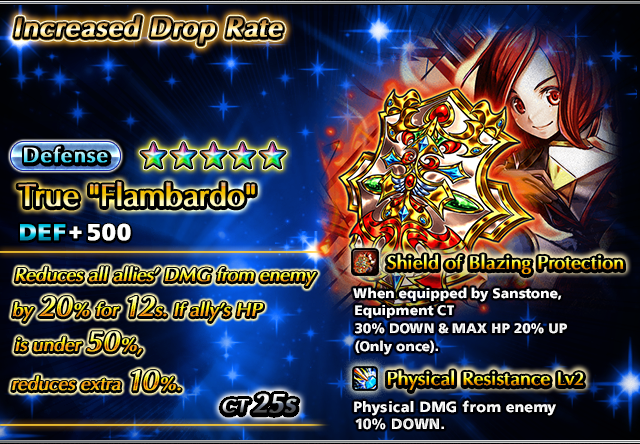 Increased Drop Rate
Defense
True "Flambardo"
DEF+500
Reduces all allies' DMG from enemy
by 20% for 12s. If ally's HP
is under 50%,
reduces extra 10%.
CT 25s
Shield of Blazing Protection
When equipped by Sanstone,
Equipment CT
30% DOWN & MAX HP 20% UP
(Only once).
Physical Resistance Lv2
Physical DMG from enemy
10% DOWN.